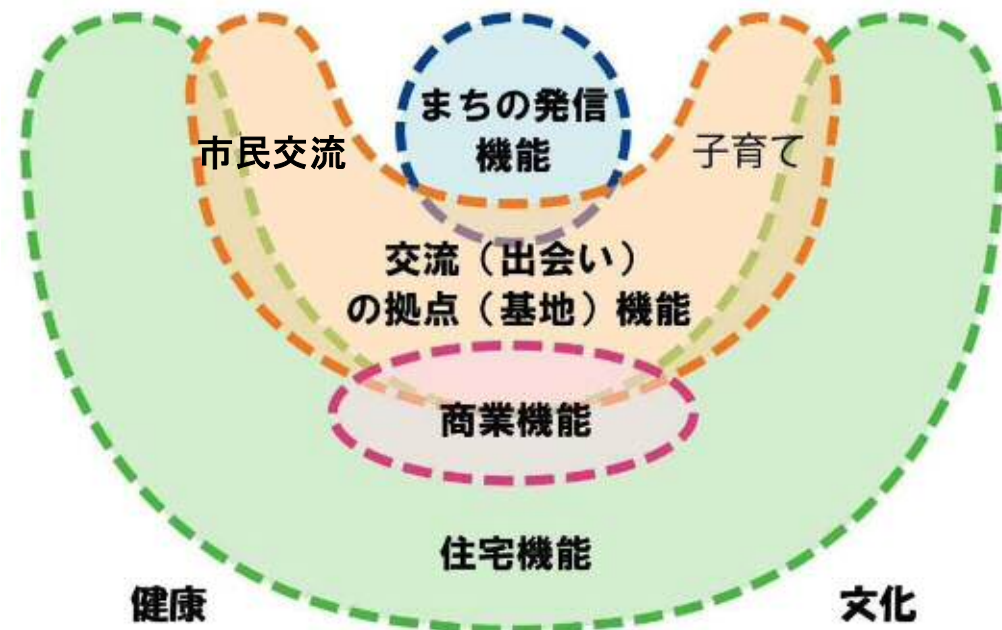 まちの発信
機能
市民交流
子育て
交流（出会い）
の拠点（基地）機能
商業機能
住宅機能
健康
文化